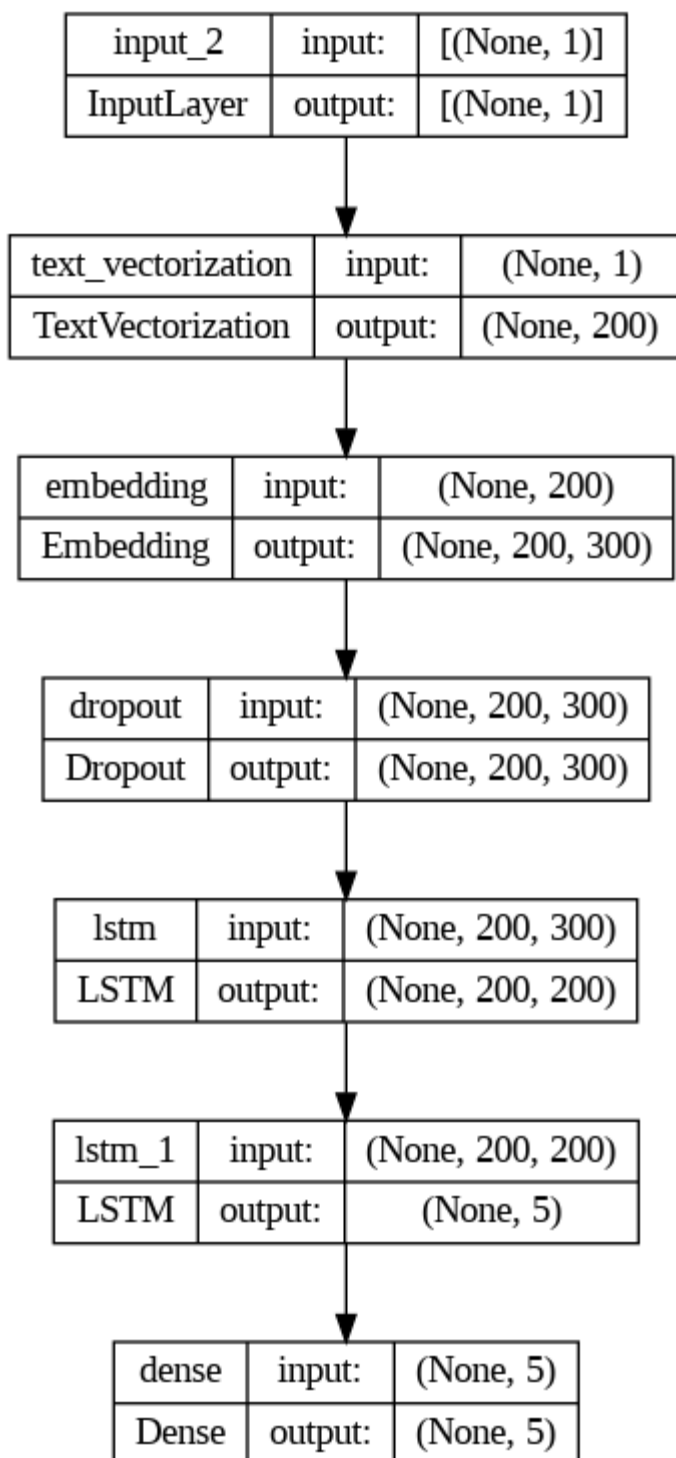 input_2 input: [(None, 1)]
InputLayer output: [(None, 1)]
text_vectorization input: (None, 1)
TextVectorization output: (None, 200)
embedding input: (None, 200)
Embedding output: (None, 200, 300)
dropout input: (None, 200, 300)
Dropout output: (None, 200, 300)
lstm input: (None, 200, 300)
LSTM output: (None, 200, 200)
lstm_1 input: (None, 200, 200)
LSTM output: (None, 5)
dense input: (None, 5)
Dense output: (None, 5)